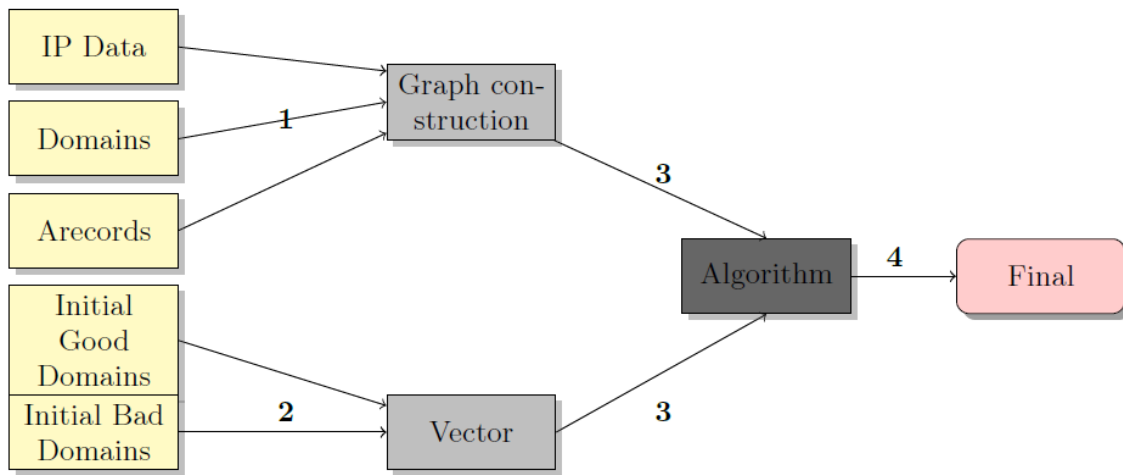 IP Data
Domains
Arecords
Initial
Good
Domains
Initial Bad
Domains
1
2
Graph con-
struction
Vector
3
3
Algorithm
4
Final